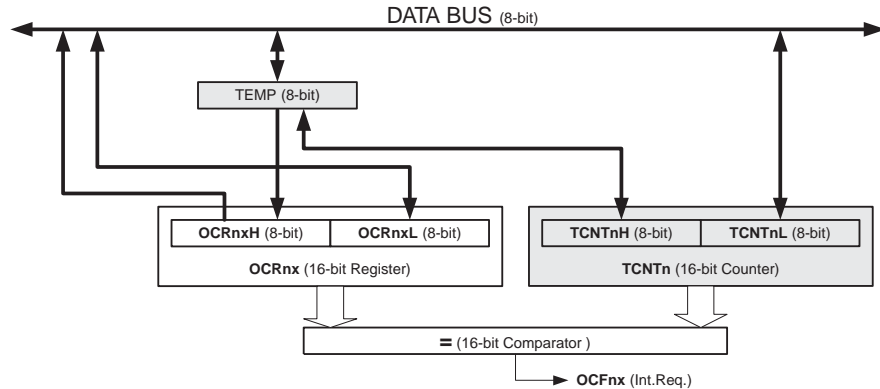 DATA BUS (8-bit)
TEMP (8-bit)
OCRnxH (8-bit) OCRnxL (8-bit) TCNTnH (8-bit) TCNTnL (8-bit)
OCRnx (16-bit Register) TCNTn (16-bit Counter)
= (16-bit Comparator )
OCFnx (Int.Req.)